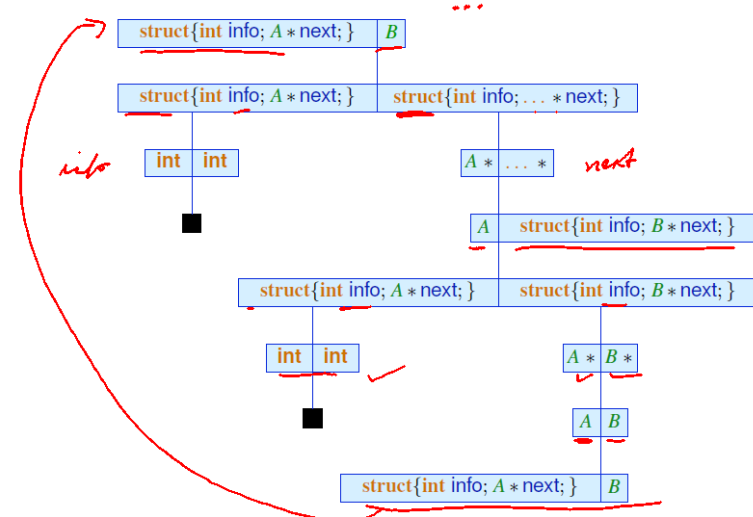 ...
struct{int info; A * next; } B
struct{int info; A * next; } struct{int info; ... * next; }
info int int A * ... * next
A struct{int info; B * next; }
struct{int info; A * next; } struct{int info; B * next; }
int int A * B *
A B
struct{int info; A * next; } B